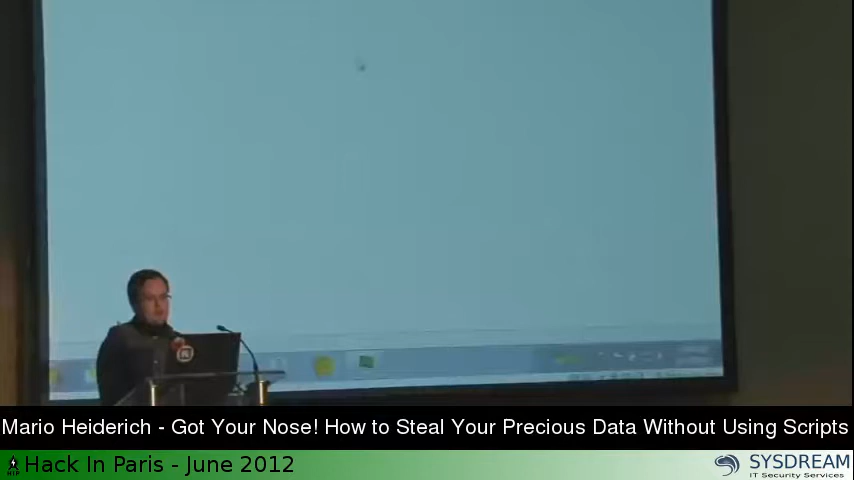 Mario Heiderich - Got Your Nose! How to Steal Your Precious Data Without Using Scripts
Hack In Paris - June 2012
SYSDREAM
IT Security Services